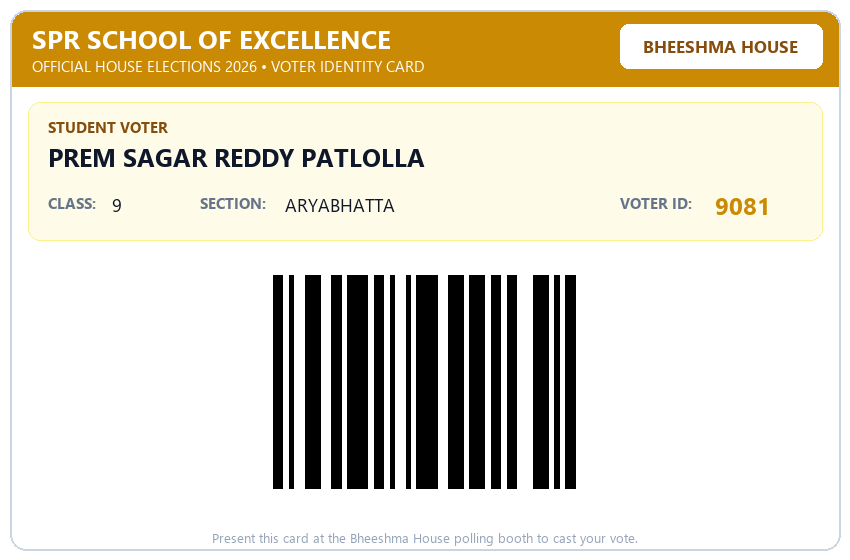 SPR SCHOOL OF EXCELLENCE
OFFICIAL HOUSE ELECTIONS 2026 • VOTER IDENTITY CARD
BHEESHMA HOUSE
STUDENT VOTER
PREM SAGAR REDDY PATLOLLA
CLASS: 9 SECTION: ARYABHATTA VOTER ID: 9081
Present this card at the Bheeshma House polling booth to cast your vote.